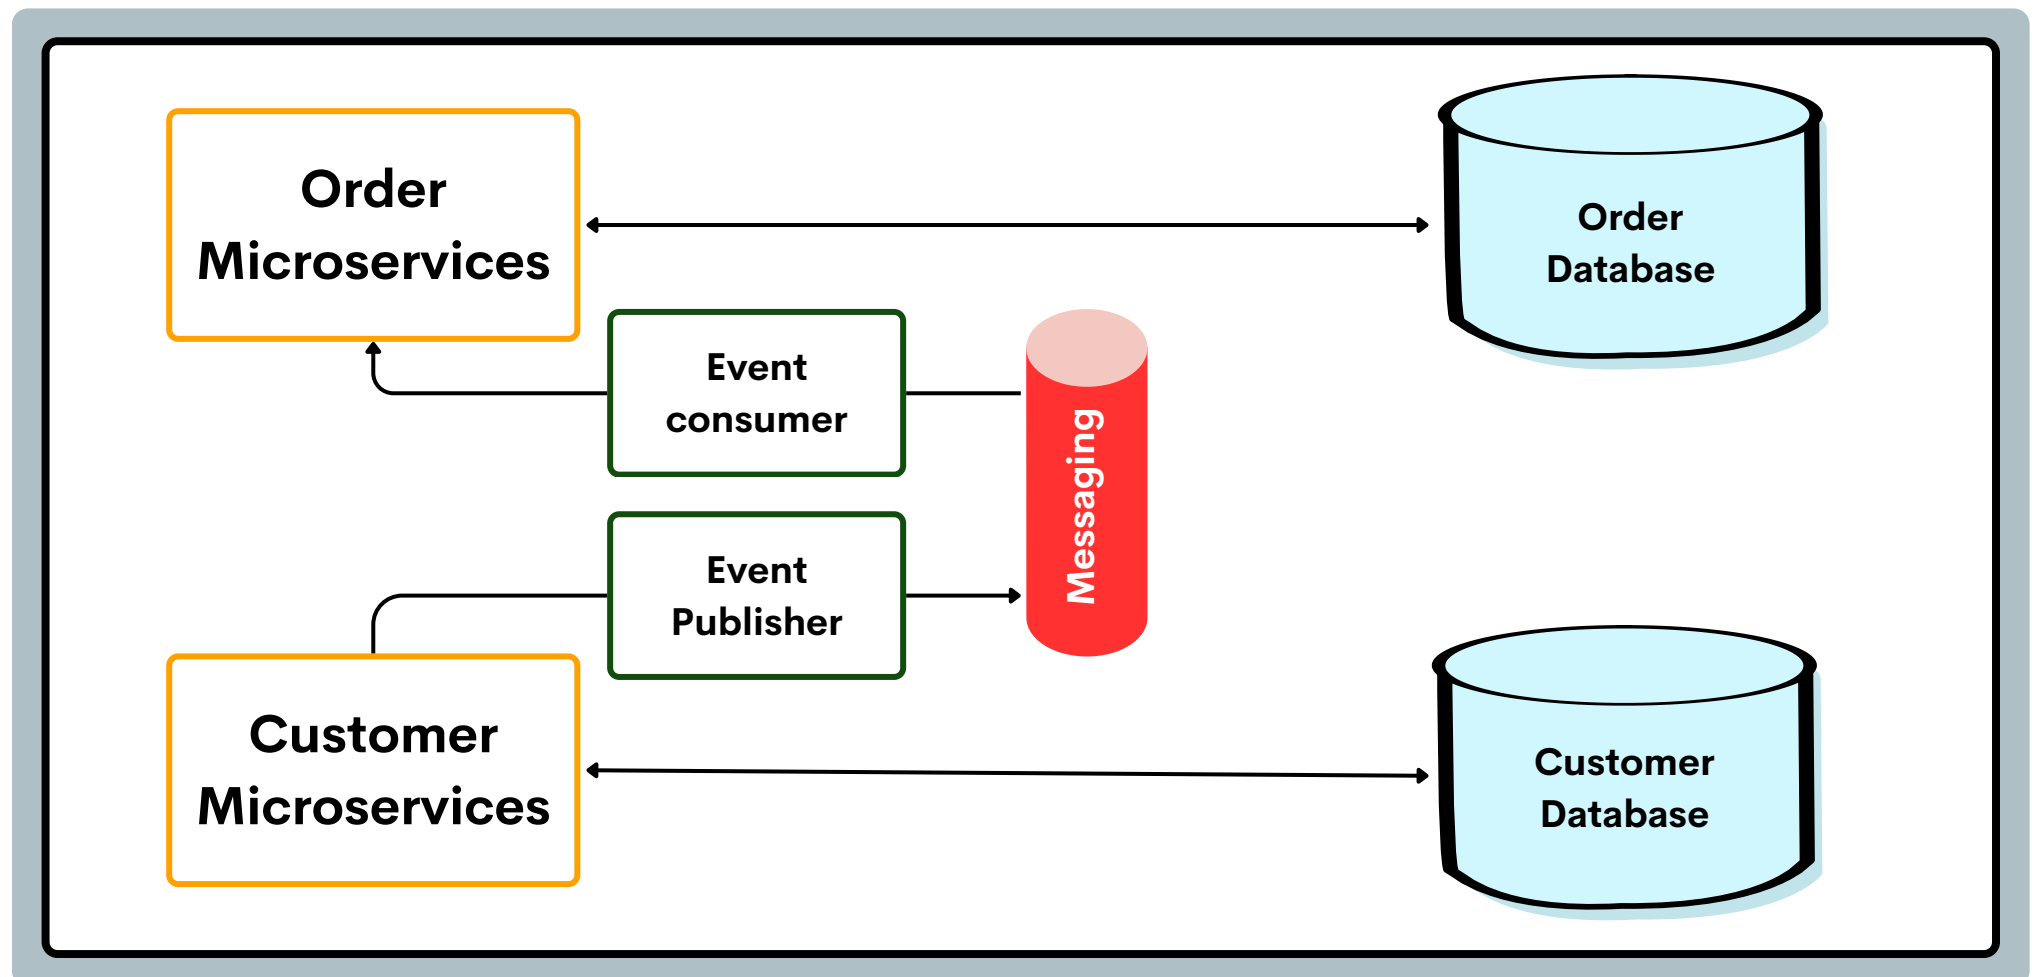 Order
Microservices
Order
Database
Event
consumer
Messaging
Event
Publisher
Customer
Microservices
Customer
Database